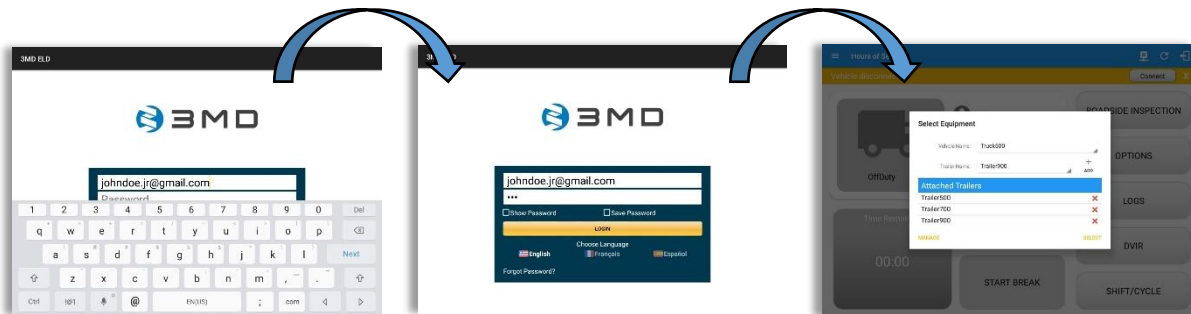 3MD ELD
3MD
johndoe.jr@gmail.com
Password
1 2 3 4 5 6 7 8 9 0 Del
q w e r t y u i o p
a s d f g h j k l Next
z x c v b n m , .
Ctrl !@1 @ EN(US) ; .com
3MD
johndoe.jr@gmail.com
•••
Show Password Save Password
LOGIN
Choose Language
English Français Español
Forgot Password?
Hours of
Vehicle disconnected Connect X
ROADSIDE INSPECTION
Select Equipment
Vehicle Name Truck500
Trailer Name Trailer900 + ADD
OPTIONS
OffDuty
Attached Trailers
Trailer500
Trailer700
Trailer900
LOGS
MANAGE SELECT
DVIR
00:00
START BREAK
SHIFT/CYCLE